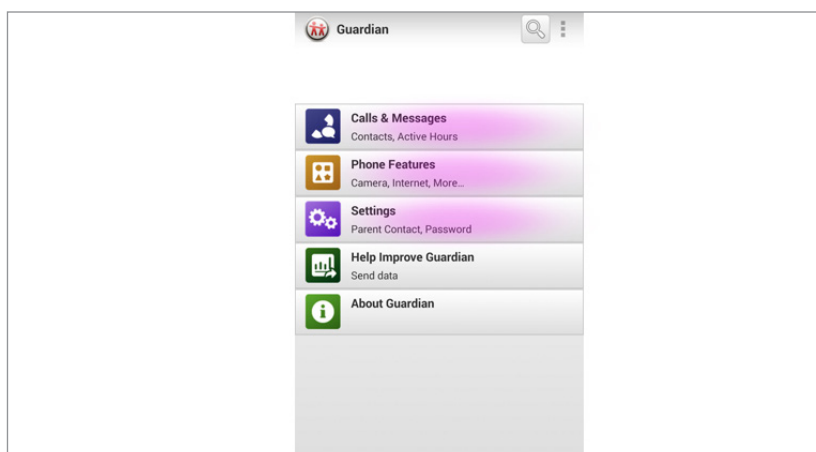 Guardian
Calls & Messages
Contacts, Active Hours
Phone Features
Camera, Internet, More...
Settings
Parent Contact, Password
Help Improve Guardian
Send data
About Guardian